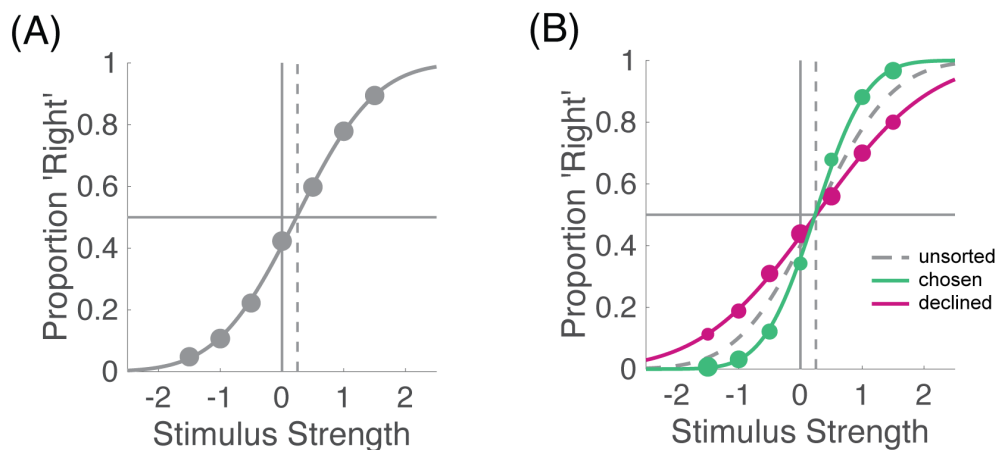 (A)
Proportion 'Right'
1
0.8
0.6
0.4
0.2
0
-2
-1
0
1
2
Stimulus Strength
(B)
Proportion 'Right'
1
0.8
0.6
0.4
0.2
0
-2
-1
0
1
2
Stimulus Strength
unsorted
chosen
declined